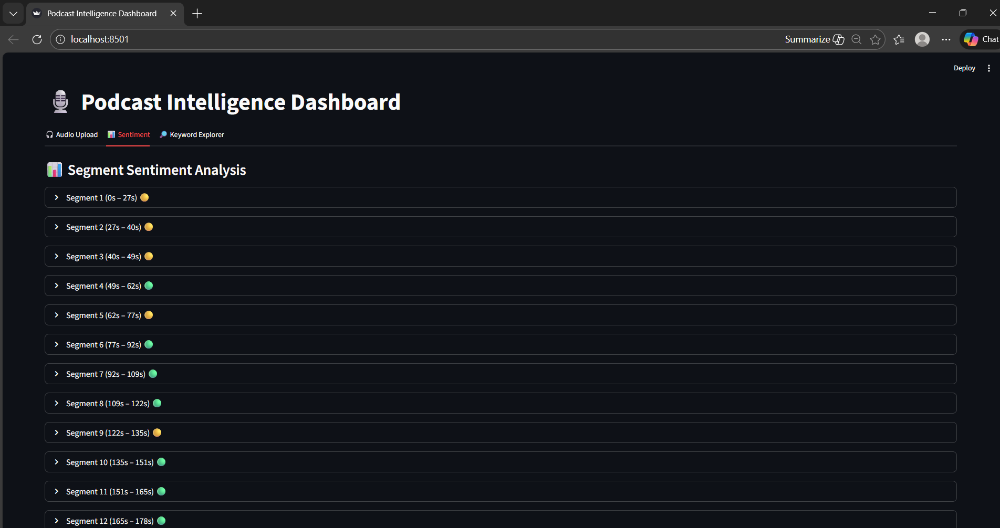 Podcast Intelligence Dashboard
localhost:8501
Summarize
Chat
Deploy
Podcast Intelligence Dashboard
Audio Upload
Sentiment
Keyword Explorer
Segment Sentiment Analysis
Segment 1 (0s – 27s)
Segment 2 (27s – 40s)
Segment 3 (40s – 49s)
Segment 4 (49s – 62s)
Segment 5 (62s – 77s)
Segment 6 (77s – 92s)
Segment 7 (92s – 109s)
Segment 8 (109s – 122s)
Segment 9 (122s – 135s)
Segment 10 (135s – 151s)
Segment 11 (151s – 165s)
Segment 12 (165s – 178s)